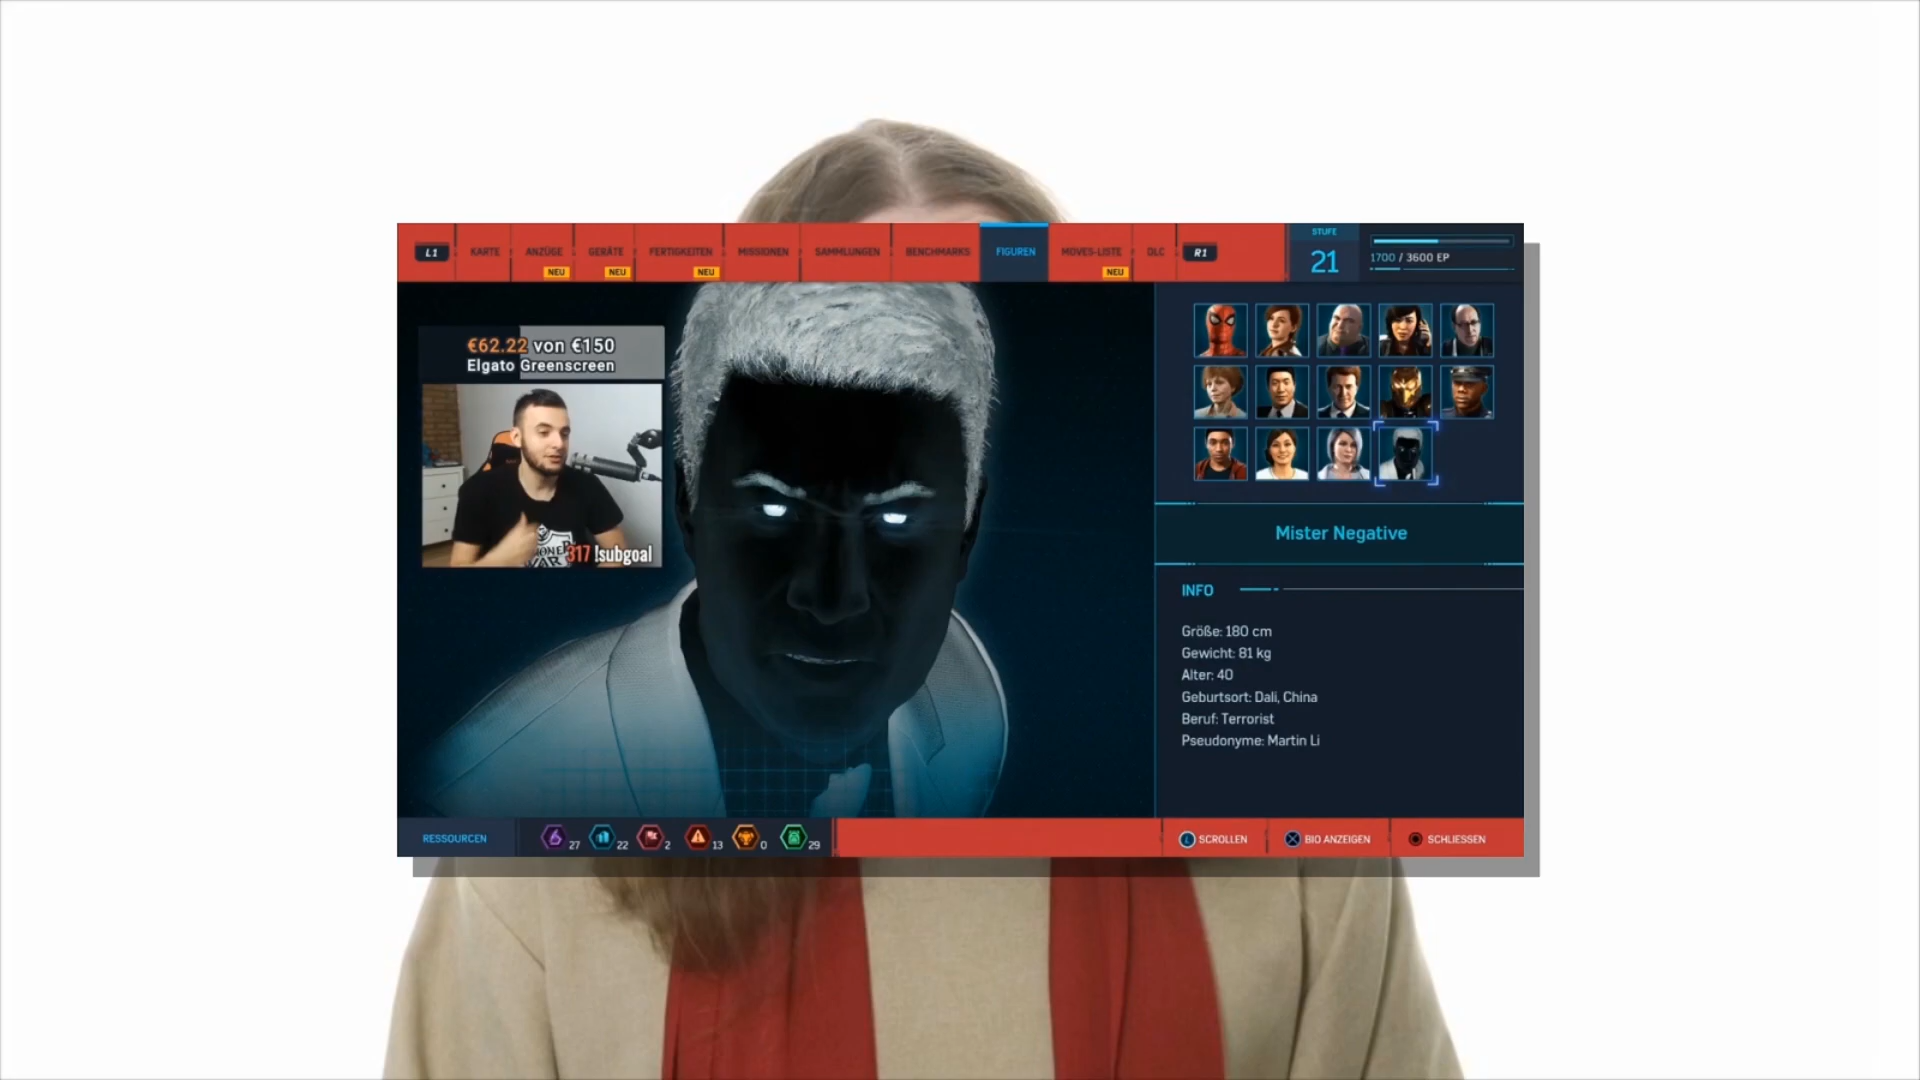 L1 KARTE ANZÜGE GERÄTE FERTIGKEITEN MISSIONEN SAMMLUNGEN BENCHMARKS FIGUREN MOVES-LISTE DLC R1
NEU NEU NEU NEU
STUFE
21
1700 / 3600 EP
€62.22 von €150
Elgato Greenscreen
317 !subgoal
Mister Negative
INFO
Größe: 180 cm
Gewicht: 81 kg
Alter: 40
Geburtsort: Dali, China
Beruf: Terrorist
Pseudonyme: Martin Li
RESSOURCEN 27 22 2 13 0 29
L SCROLLEN BIO ANZEIGEN SCHLIESSEN